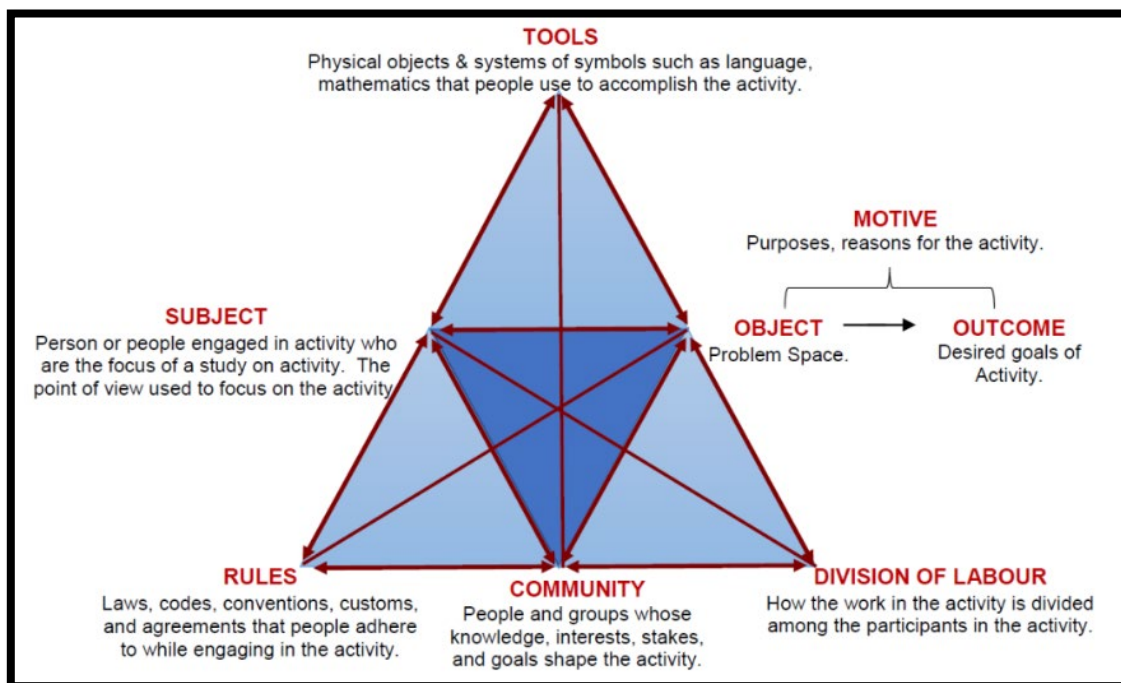 TOOLS
Physical objects & systems of symbols such as language,
mathematics that people use to accomplish the activity.
MOTIVE
Purposes, reasons for the activity.
SUBJECT
Person or people engaged in activity who
are the focus of a study on activity. The
point of view used to focus on the activity
OBJECT
Problem Space.
OUTCOME
Desired goals of
Activity.
RULES
Laws, codes, conventions, customs,
and agreements that people adhere
to while engaging in the activity.
COMMUNITY
People and groups whose
knowledge, interests, stakes,
and goals shape the activity.
DIVISION OF LABOUR
How the work in the activity is divided
among the participants in the activity.